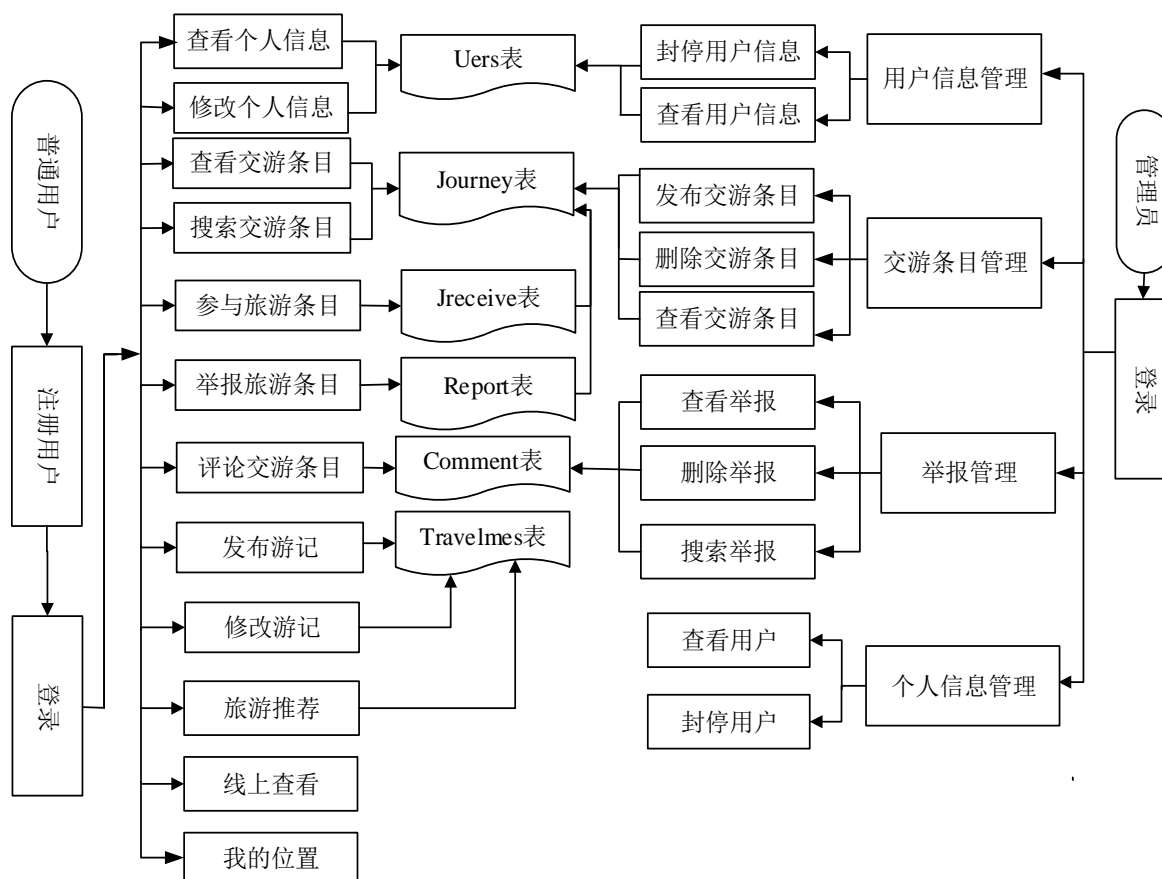 普通用户
注册用户
登录
查看个人信息
修改个人信息
查看交游条目
搜索交游条目
参与旅游条目
举报旅游条目
评论交游条目
发布游记
修改游记
旅游推荐
线上查看
我的位置
Uers表
Journey表
Jreceive表
Report表
Comment表
Travelmes表
封停用户信息
查看用户信息
发布交游条目
删除交游条目
查看交游条目
查看举报
删除举报
搜索举报
查看用户
封停用户
用户信息管理
交游条目管理
举报管理
个人信息管理
管理员
登录